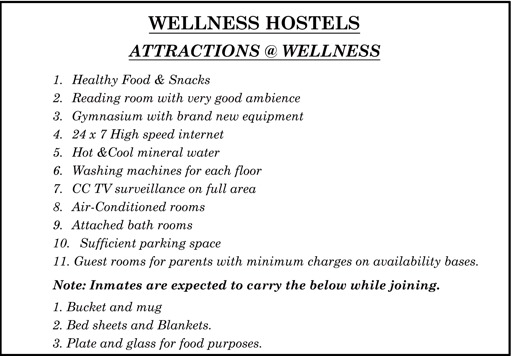 WELLNESS HOSTELS
ATTRACTIONS @ WELLNESS
1. Healthy Food & Snacks
2. Reading room with very good ambience
3. Gymnasium with brand new equipment
4. 24 x 7 High speed internet
5. Hot &Cool mineral water
6. Washing machines for each floor
7. CC TV surveillance on full area
8. Air-Conditioned rooms
9. Attached bath rooms
10. Sufficient parking space
11. Guest rooms for parents with minimum charges on availability bases.
Note: Inmates are expected to carry the below while joining.
1. Bucket and mug
2. Bed sheets and Blankets.
3. Plate and glass for food purposes.